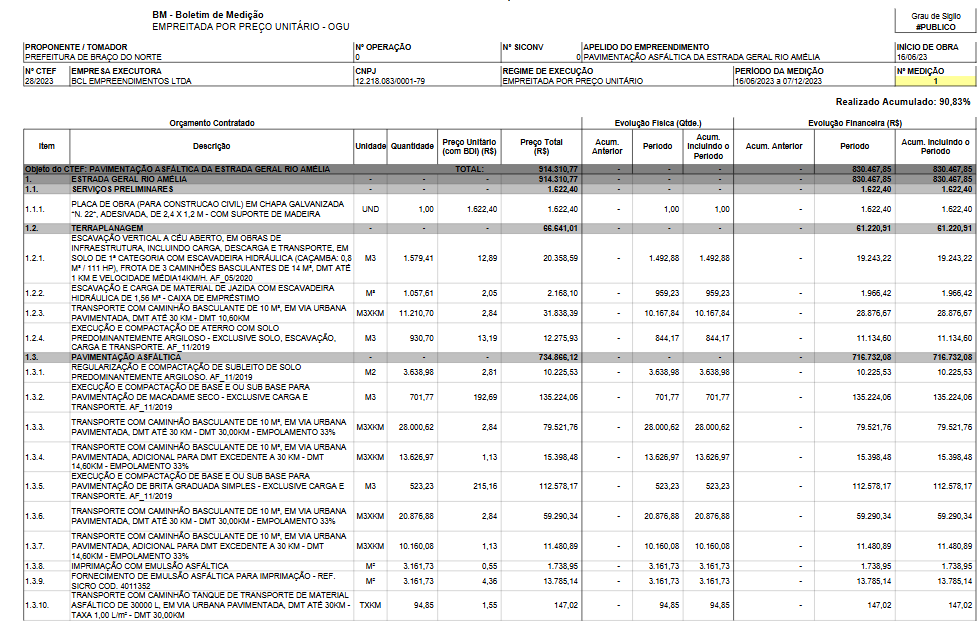 BM - Boletim de Medição
EMPREITADA POR PREÇO UNITÁRIO - OGU
Grau de Sigilo
#PUBLICO
PROPONENTE / TOMADOR Nº OPERAÇÃO Nº SICONV APELIDO DO EMPREENDIMENTO INÍCIO DE OBRA
PREFEITURA DE BRAÇO DO NORTE 0 0 PAVIMENTAÇÃO ASFÁLTICA DA ESTRADA GERAL RIO AMÉLIA 16/06/23
Nº CTEF EMPRESA EXECUTORA CNPJ REGIME DE EXECUÇÃO PERÍODO DA MEDIÇÃO Nº MEDIÇÃO
28/2023 BCL EMPREENDIMENTOS LTDA 12.218.083/0001-79 EMPREITADA POR PREÇO UNITÁRIO 16/06/2023 a 07/12/2023 1
Realizado Acumulado: 90,83%
Orçamento Contratado Evolução Física (Qtde.) Evolução Financeira (R$)
Item Descrição Unidade Quantidade Preço Unitário (com BDI) (R$) Preço Total (R$) Acum. Anterior Período Acum. Incluindo o Período Acum. Anterior Período Acum. Incluindo o Período
Objeto do CTEF: PAVIMENTAÇÃO ASFÁLTICA DA ESTRADA GERAL RIO AMÉLIA TOTAL: 914.310,77 - - - - 830.467,85 830.467,85
1. ESTRADA GERAL RIO AMÉLIA - - - 914.310,77 - - - - 830.467,85 830.467,85
1.1. SERVIÇOS PRELIMINARES - - - 1.622,40 - - - - 1.622,40 1.622,40
PLACA DE OBRA (PARA CONSTRUCAO CIVIL) EM CHAPA GALVANIZADA
1.1.1. *N. 22*, ADESIVADA, DE 2,4 X 1,2 M - COM SUPORTE DE MADEIRA UND 1,00 1.622,40 1.622,40 - 1,00 1,00 - 1.622,40 1.622,40
1.2. TERRAPLANAGEM - - - 66.641,01 - - - - 61.220,91 61.220,91
ESCAVAÇÃO VERTICAL A CÉU ABERTO, EM OBRAS DE
INFRAESTRUTURA, INCLUINDO CARGA, DESCARGA E TRANSPORTE, EM
1.2.1. SOLO DE 1ª CATEGORIA COM ESCAVADEIRA HIDRÁULICA (CAÇAMBA: 0,8 M3 1.579,41 12,89 20.358,59 - 1.492,88 1.492,88 - 19.243,22 19.243,22
M³ / 111 HP), FROTA DE 3 CAMINHÕES BASCULANTES DE 14 M³, DMT ATÉ
1 KM E VELOCIDADE MÉDIA14KM/H. AF_05/2020
ESCAVAÇÃO E CARGA DE MATERIAL DE JAZIDA COM ESCAVADEIRA
1.2.2. HIDRÁULICA DE 1,56 M³ - CAIXA DE EMPRÉSTIMO M³ 1.057,61 2,05 2.168,10 - 959,23 959,23 - 1.966,42 1.966,42
TRANSPORTE COM CAMINHÃO BASCULANTE DE 10 M³, EM VIA URBANA
1.2.3. PAVIMENTADA, DMT ATÉ 30 KM - DMT 10,60KM M3XKM 11.210,70 2,84 31.838,39 - 10.167,84 10.167,84 - 28.876,67 28.876,67
EXECUÇÃO E COMPACTAÇÃO DE ATERRO COM SOLO
1.2.4. PREDOMINANTEMENTE ARGILOSO - EXCLUSIVE SOLO, ESCAVAÇÃO, M3 930,70 13,19 12.275,93 - 844,17 844,17 - 11.134,60 11.134,60
CARGA E TRANSPORTE. AF_11/2019
1.3. PAVIMENTAÇÃO ASFÁLTICA - - - 734.866,12 - - - - 716.732,08 716.732,08
REGULARIZAÇÃO E COMPACTAÇÃO DE SUBLEITO DE SOLO
1.3.1. PREDOMINANTEMENTE ARGILOSO. AF_11/2019 M2 3.638,98 2,81 10.225,53 - 3.638,98 3.638,98 - 10.225,53 10.225,53
EXECUÇÃO E COMPACTAÇÃO DE BASE E OU SUB BASE PARA
1.3.2. PAVIMENTAÇÃO DE MACADAME SECO - EXCLUSIVE CARGA E M3 701,77 192,69 135.224,06 - 701,77 701,77 - 135.224,06 135.224,06
TRANSPORTE. AF_11/2019
TRANSPORTE COM CAMINHÃO BASCULANTE DE 10 M³, EM VIA URBANA
1.3.3. PAVIMENTADA, DMT ATÉ 30 KM - DMT 30,00KM - EMPOLAMENTO 33% M3XKM 28.000,62 2,84 79.521,76 - 28.000,62 28.000,62 - 79.521,76 79.521,76
TRANSPORTE COM CAMINHÃO BASCULANTE DE 10 M³, EM VIA URBANA
1.3.4. PAVIMENTADA, ADICIONAL PARA DMT EXCEDENTE A 30 KM - DMT M3XKM 13.626,97 1,13 15.398,48 - 13.626,97 13.626,97 - 15.398,48 15.398,48
14,60KM - EMPOLAMENTO 33%
EXECUÇÃO E COMPACTAÇÃO DE BASE E OU SUB BASE PARA
1.3.5. PAVIMENTAÇÃO DE BRITA GRADUADA SIMPLES - EXCLUSIVE CARGA E M3 523,23 215,16 112.578,17 - 523,23 523,23 - 112.578,17 112.578,17
TRANSPORTE. AF_11/2019
TRANSPORTE COM CAMINHÃO BASCULANTE DE 10 M³, EM VIA URBANA
1.3.6. PAVIMENTADA, DMT ATÉ 30 KM - DMT 30,00KM - EMPOLAMENTO 33% M3XKM 20.876,88 2,84 59.290,34 - 20.876,88 20.876,88 - 59.290,34 59.290,34
TRANSPORTE COM CAMINHÃO BASCULANTE DE 10 M³, EM VIA URBANA
1.3.7. PAVIMENTADA, ADICIONAL PARA DMT EXCEDENTE A 30 KM - DMT M3XKM 10.160,08 1,13 11.480,89 - 10.160,08 10.160,08 - 11.480,89 11.480,89
14,60KM - EMPOLAMENTO 33%
1.3.8. IMPRIMAÇÃO COM EMULSÃO ASFÁLTICA M² 3.161,73 0,55 1.738,95 - 3.161,73 3.161,73 - 1.738,95 1.738,95
FORNECIMENTO DE EMULSÃO ASFÁLTICA PARA IMPRIMAÇÃO - REF.
1.3.9. SICRO COD. 4011352 M² 3.161,73 4,36 13.785,14 - 3.161,73 3.161,73 - 13.785,14 13.785,14
TRANSPORTE COM CAMINHÃO TANQUE DE TRANSPORTE DE MATERIAL
1.3.10. ASFÁLTICO DE 30000 L, EM VIA URBANA PAVIMENTADA, DMT ATÉ 30KM - TXKM 94,85 1,55 147,02 - 94,85 94,85 - 147,02 147,02
TAXA 1,00 L/m² - DMT 30,00KM